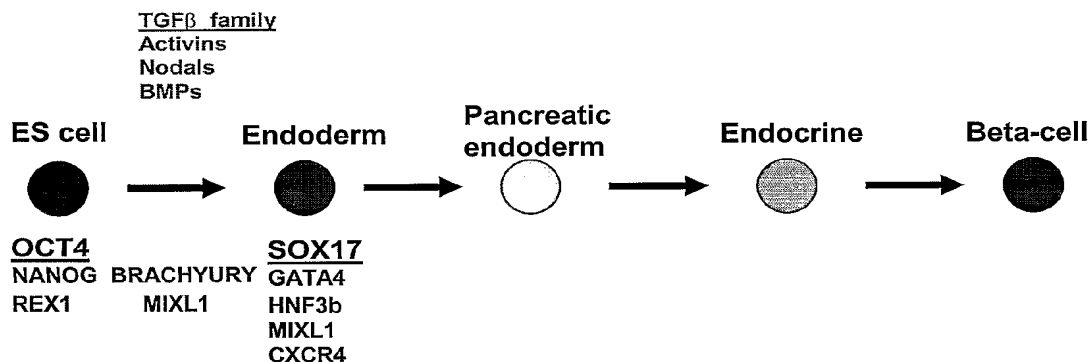 TGFβ family
Activins
Nodals
BMPs
ES cell
Endoderm
Pancreatic
endoderm
Endocrine
Beta-cell
OCT4
NANOG
REX1
BRACHYURY
MIXL1
SOX17
GATA4
HNF3b
MIXL1
CXCR4